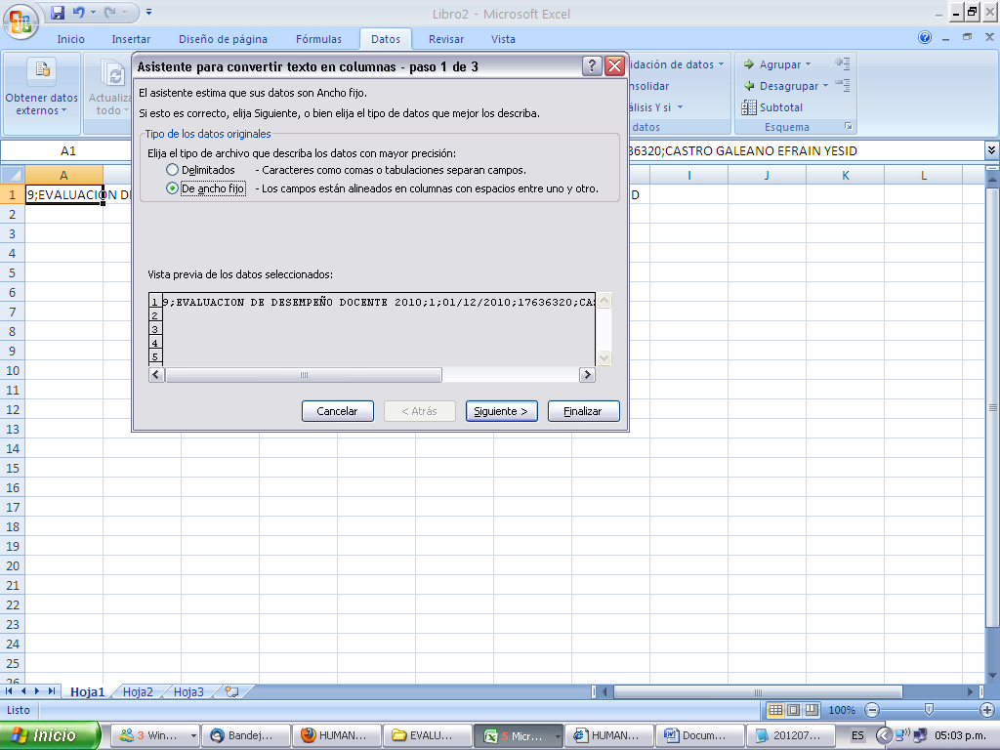 Libro2 - Microsoft Excel
Inicio Insertar Diseño de página Fórmulas Datos Revisar Vista
Obtener datos externos
Actualiza todo
idación de datos
nsolidar
álisis Y si
datos
Agrupar
Desagrupar
Subtotal
Esquema
Asistente para convertir texto en columnas - paso 1 de 3
El asistente estima que sus datos son Ancho fijo.
Si esto es correcto, elija Siguiente, o bien elija el tipo de datos que mejor los describa.
Tipo de los datos originales
Elija el tipo de archivo que describa los datos con mayor precisión:
Delimitados - Caracteres como comas o tabulaciones separan campos.
De ancho fijo - Los campos están alineados en columnas con espacios entre uno y otro.
Vista previa de los datos seleccionados:
1 9;EVALUACION DE DESEMPEÑO DOCENTE 2010;1;01/12/2010;17636320;CAS
2
3
4
5
Cancelar < Atrás Siguiente > Finalizar
A1 36320;CASTRO GALEANO EFRAIN YESID
A I J K L
1 9;EVALUACION DE D
2
3
4
5
6
7
8
9
10
11
12
13
14
15
16
17
18
19
20
21
22
23
24
25
26
Hoja1 Hoja2 Hoja3
Listo 100%
Inicio 3 Win... Bandej... HUMAN... EVALU... 5 Micr... HUMAN... Docum... 201207... ES 05:03 p.m.